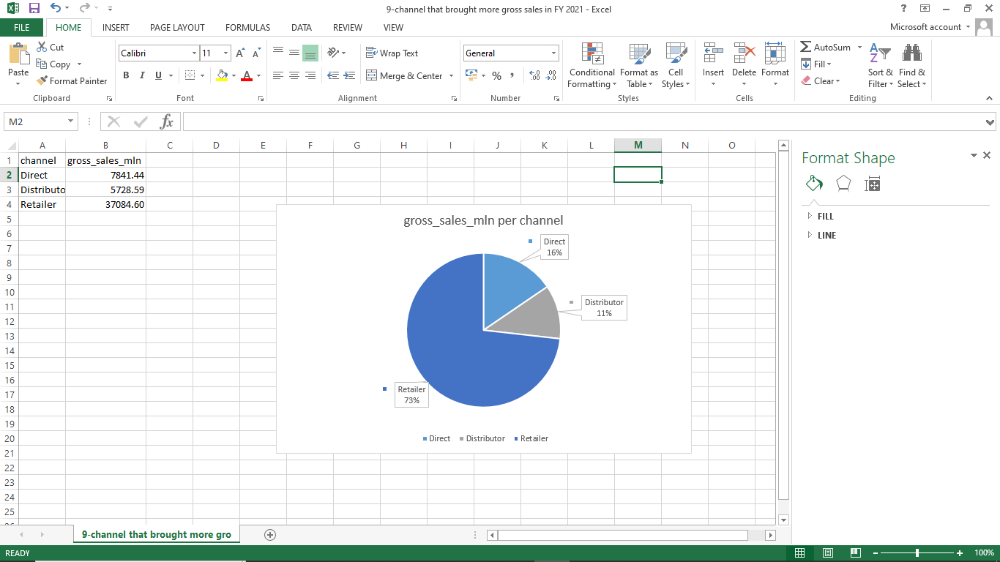 9-channel that brought more gross sales in FY 2021 - Excel
?
FILE HOME INSERT PAGE LAYOUT FORMULAS DATA REVIEW VIEW
Microsoft account
Paste
Cut
Copy
Format Painter
Clipboard
Calibri 11
B I U
Font
Wrap Text
Merge & Center
Alignment
General
%
Number
Conditional Formatting
Format as Table
Cell Styles
Styles
Insert
Delete
Format
Cells
AutoSum
Fill
Clear
Sort & Filter
Find & Select
Editing
M2
fx
A B C D E F G H I J K L M N O
1 channel gross_sales_mln
2 Direct 7841.44
3 Distributo 5728.59
4 Retailer 37084.60
5
6
7
8
9
10
11
12
13
14
15
16
17
18
19
20
21
22
23
24
25
gross_sales_mln per channel
Direct
16%
Distributor
11%
Retailer
73%
Direct Distributor Retailer
Format Shape
FILL
LINE
9-channel that brought more gro
READY
100%